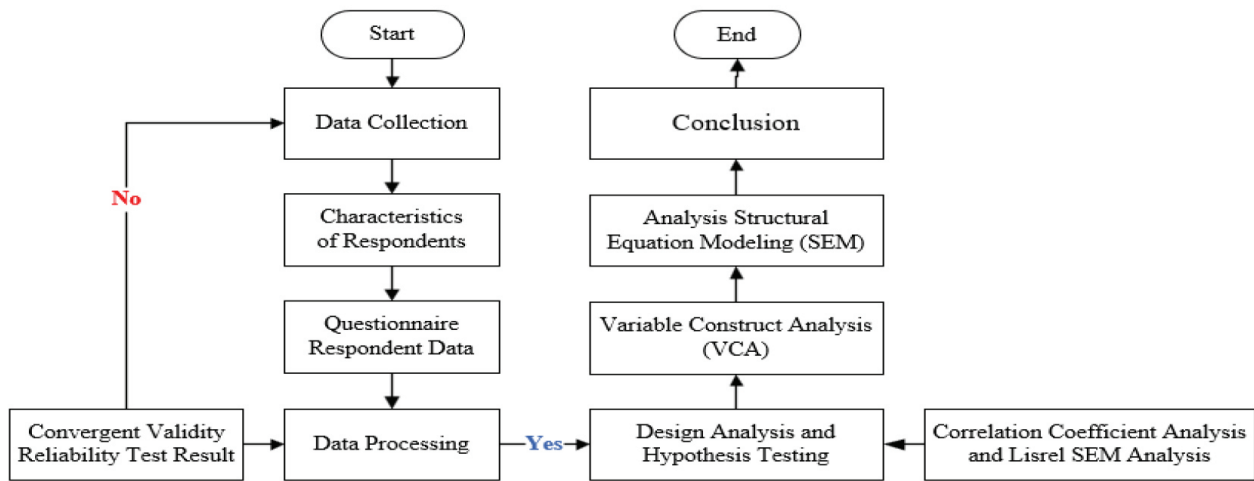 Start
End
Data Collection
Conclusion
No
Characteristics
of Respondents
Analysis Structural
Equation Modeling (SEM)
Questionnaire
Respondent Data
Variable Construct Analysis
(VCA)
Convergent Validity
Reliability Test Result
Data Processing
Yes
Design Analysis and
Hypothesis Testing
Correlation Coefficient Analysis
and Lisrel SEM Analysis